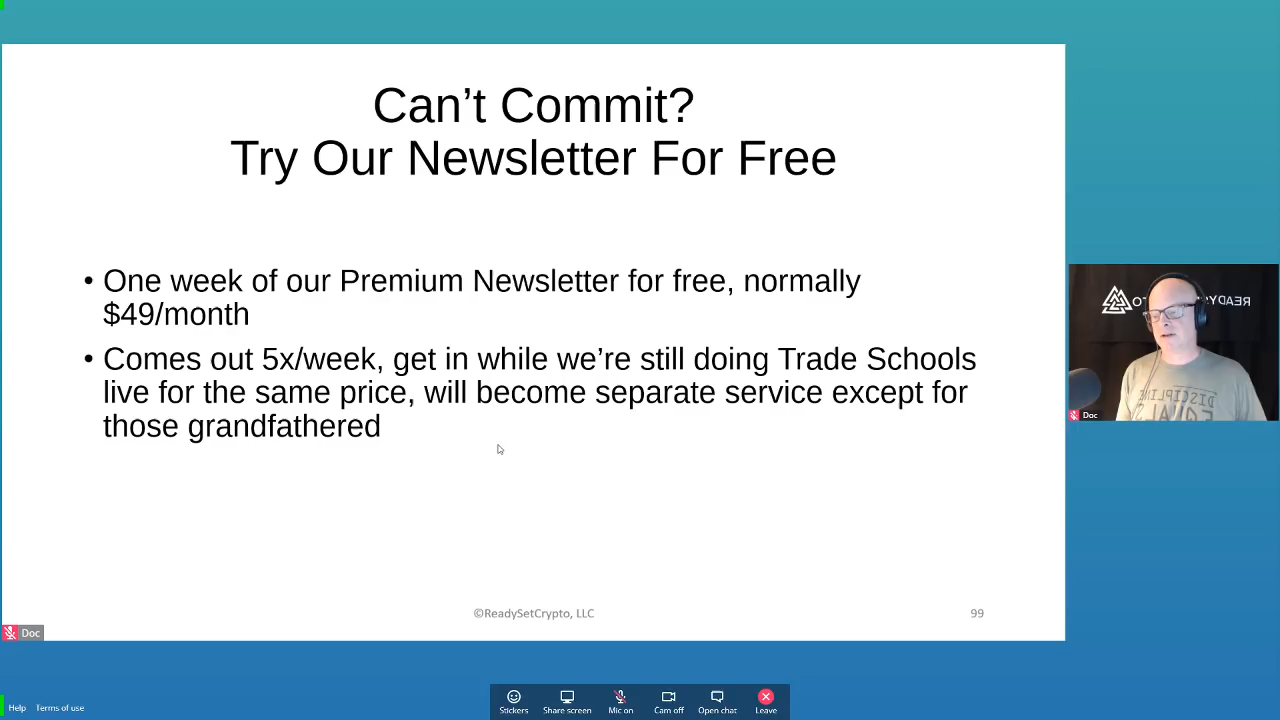 Can’t Commit?
Try Our Newsletter For Free
• One week of our Premium Newsletter for free, normally
$49/month
• Comes out 5x/week, get in while we’re still doing Trade Schools
live for the same price, will become separate service except for
those grandfathered
©ReadySetCrypto, LLC
99
DISCIPLINE
EQUALS
Doc
Doc
Help
Terms of use
Stickers
Share screen
Mic on
Cam off
Open chat
Leave